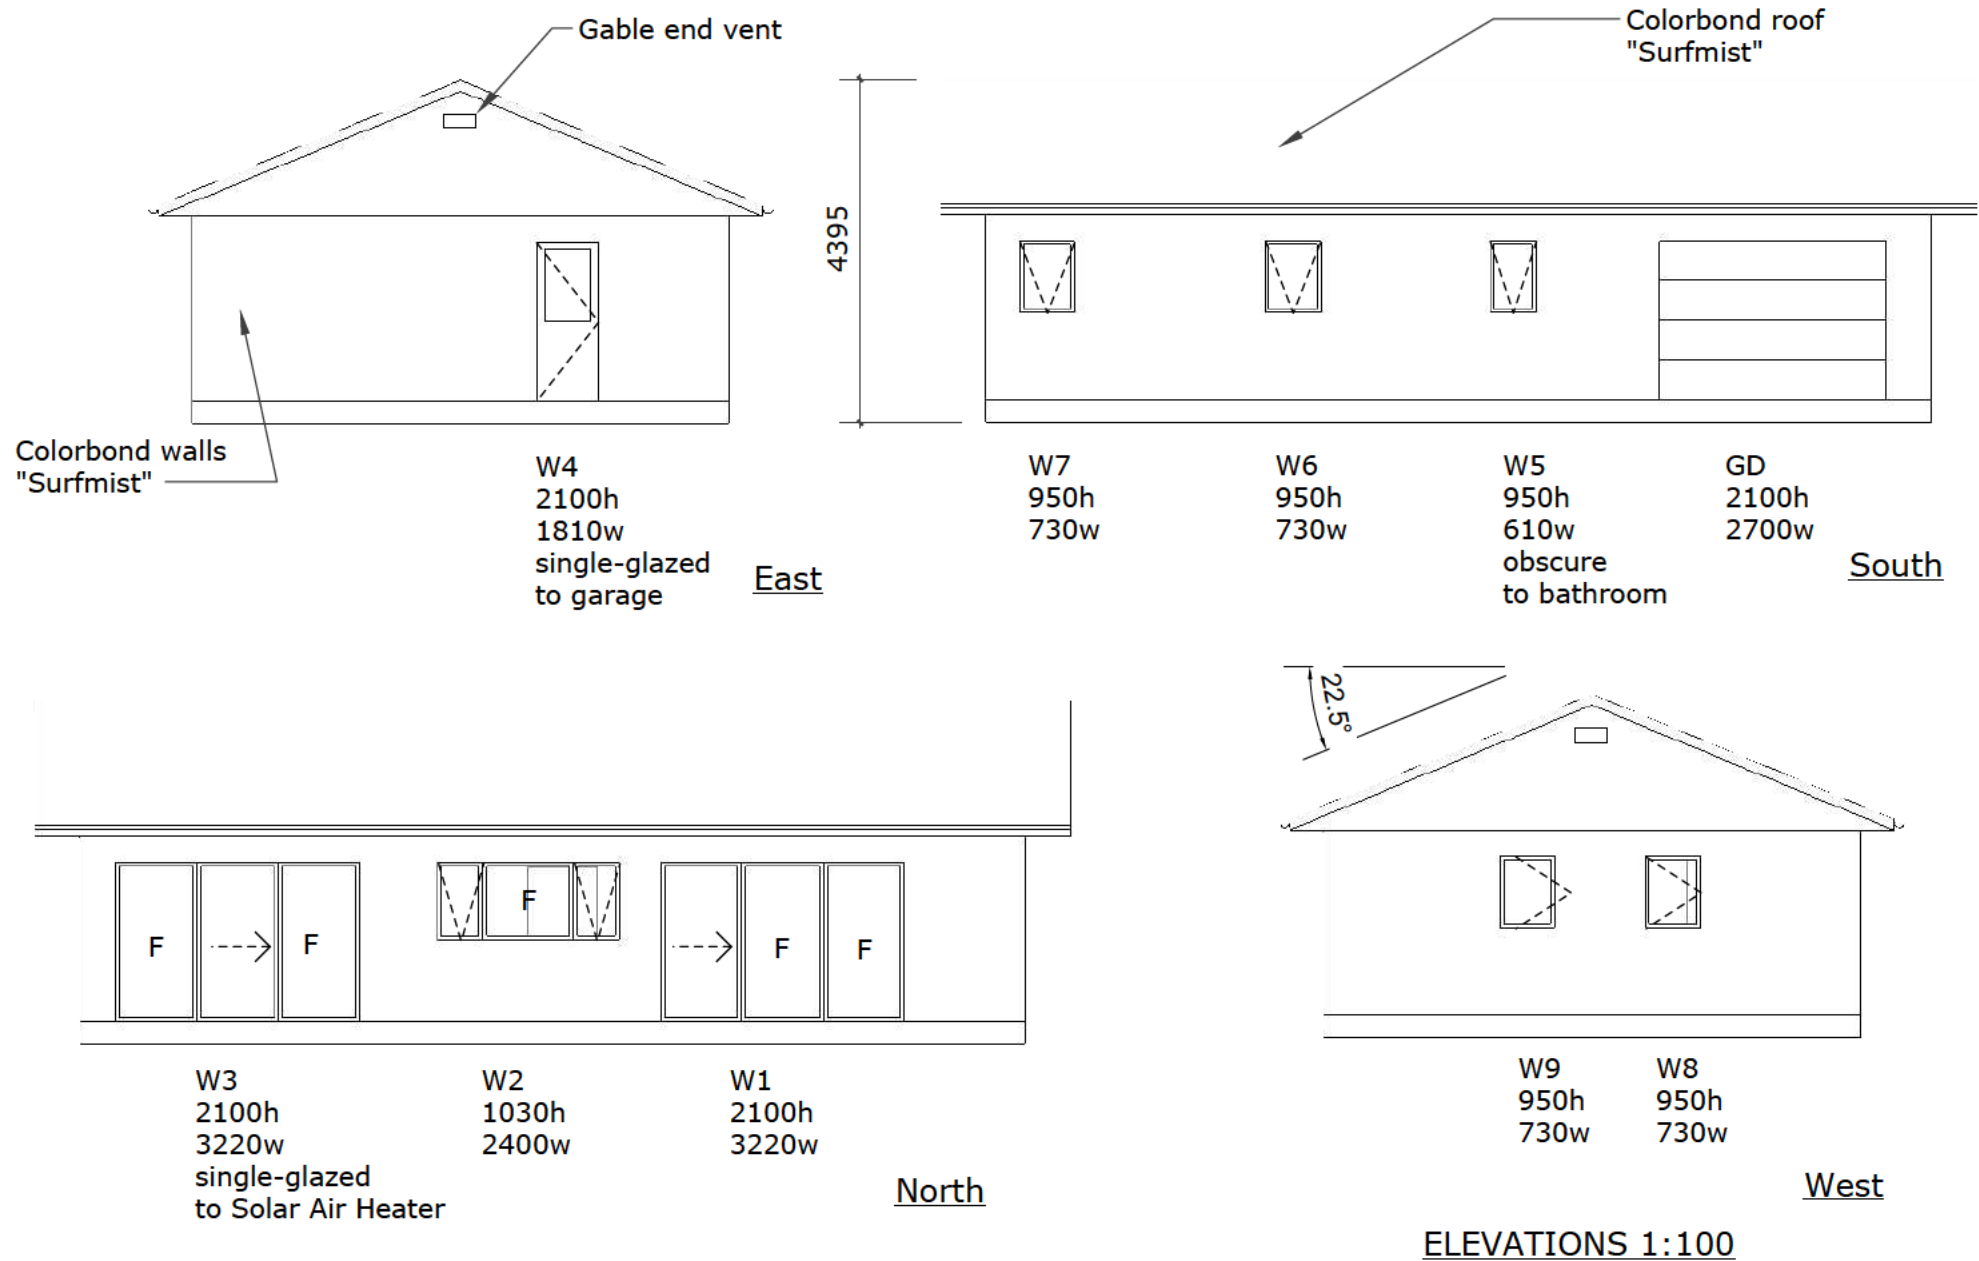 Gable end vent
Colorbond roof
"Surfmist"
4395
Colorbond walls
"Surfmist"
W4
2100h
1810w
single-glazed
to garage
East
W7
950h
730w
W6
950h
730w
W5
950h
610w
obscure
to bathroom
GD
2100h
2700w
South
F
F
F
F
F
W3
2100h
3220w
single-glazed
to Solar Air Heater
W2
1030h
2400w
W1
2100h
3220w
North
22.5°
W9
950h
730w
W8
950h
730w
West
ELEVATIONS 1:100